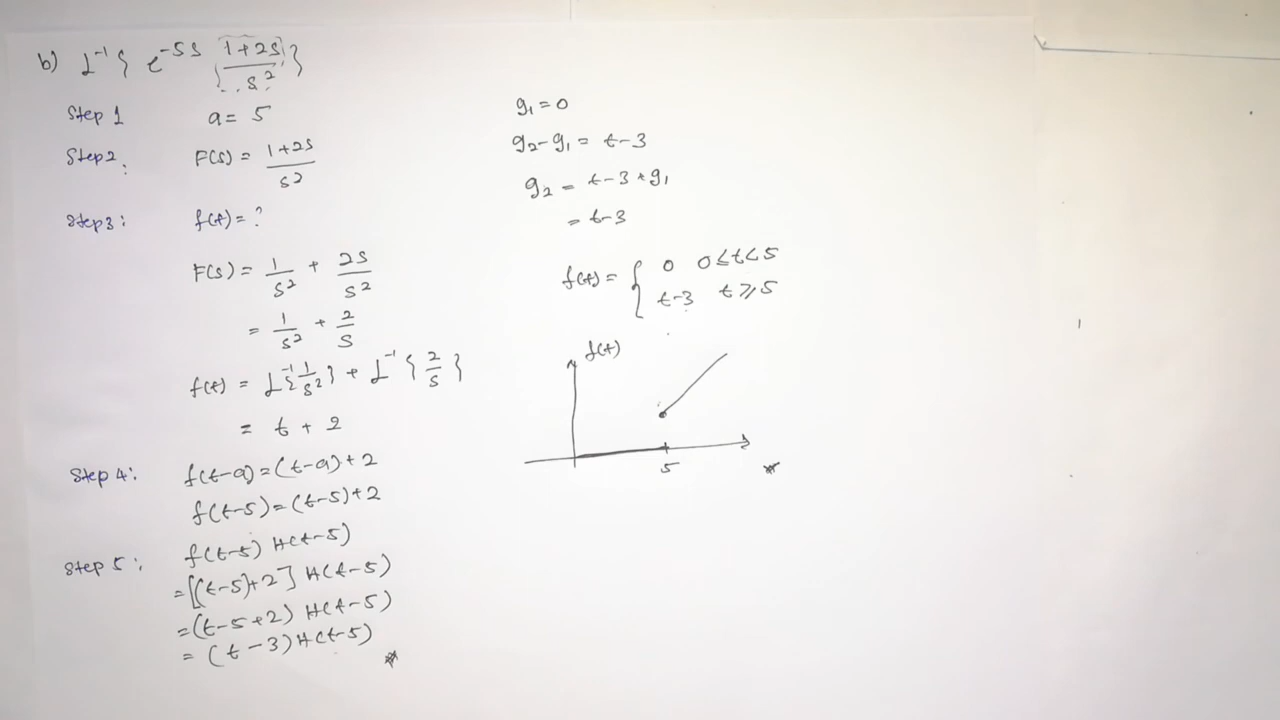 b) L⁻¹ { e^-5s { 1+2s / s² } }
Step 1 a = 5
Step 2: F(s) = 1+2s / s²
Step 3: f(t) = ?
F(s) = 1/s² + 2s/s²
= 1/s² + 2/s
f(t) = L⁻¹{1/s²} + L⁻¹{2/s}
= t + 2
Step 4: f(t-a) = (t-a)+2
f(t-5) = (t-5)+2
Step 5: f(t-5) H(t-5)
= [(t-5)+2] H(t-5)
= (t-5+2) H(t-5)
= (t-3) H(t-5)
g₁ = 0
g₂-g₁ = t-3
g₂ = t-3+g₁
= t-3
f(t) = { 0 0≤t<5
t-3 t≥5
f(t)
5